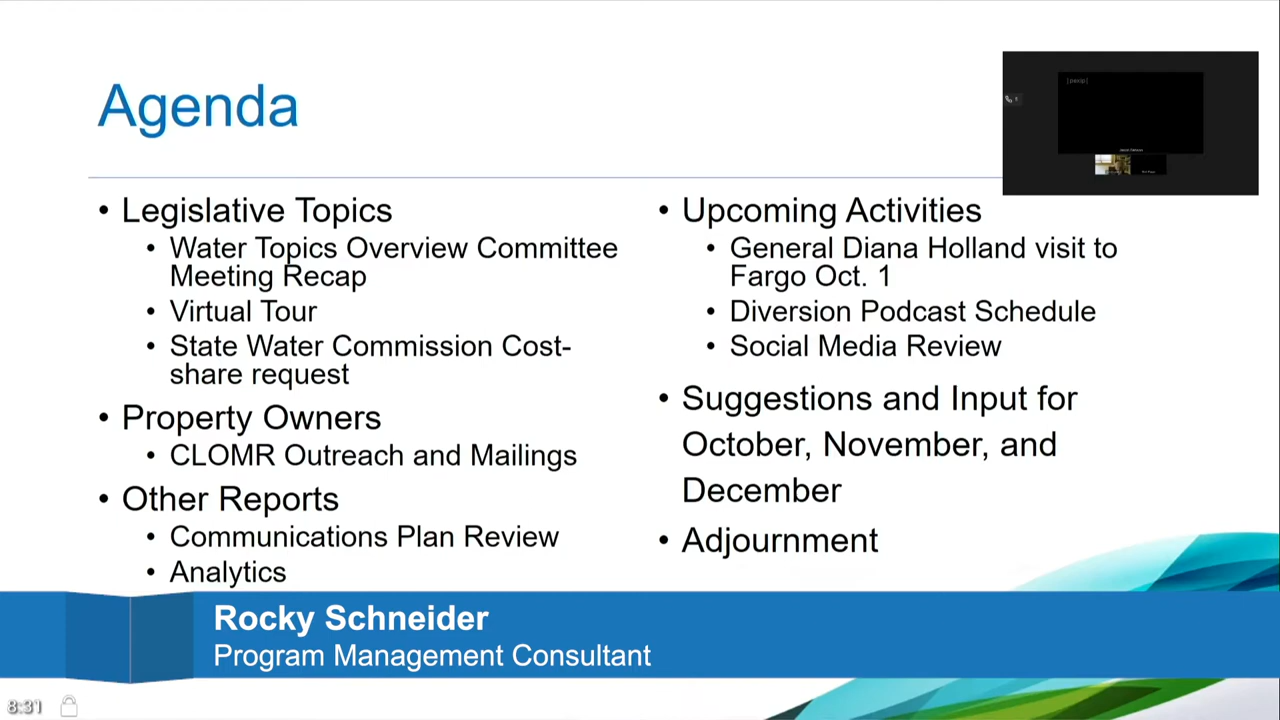 Agenda
• Legislative Topics
• Water Topics Overview Committee
Meeting Recap
• Virtual Tour
• State Water Commission Cost-
share request
• Property Owners
• CLOMR Outreach and Mailings
• Other Reports
• Communications Plan Review
• Analytics
• Upcoming Activities
• General Diana Holland visit to
Fargo Oct. 1
• Diversion Podcast Schedule
• Social Media Review
• Suggestions and Input for
October, November, and
December
• Adjournment
Rocky Schneider
Program Management Consultant
8:31